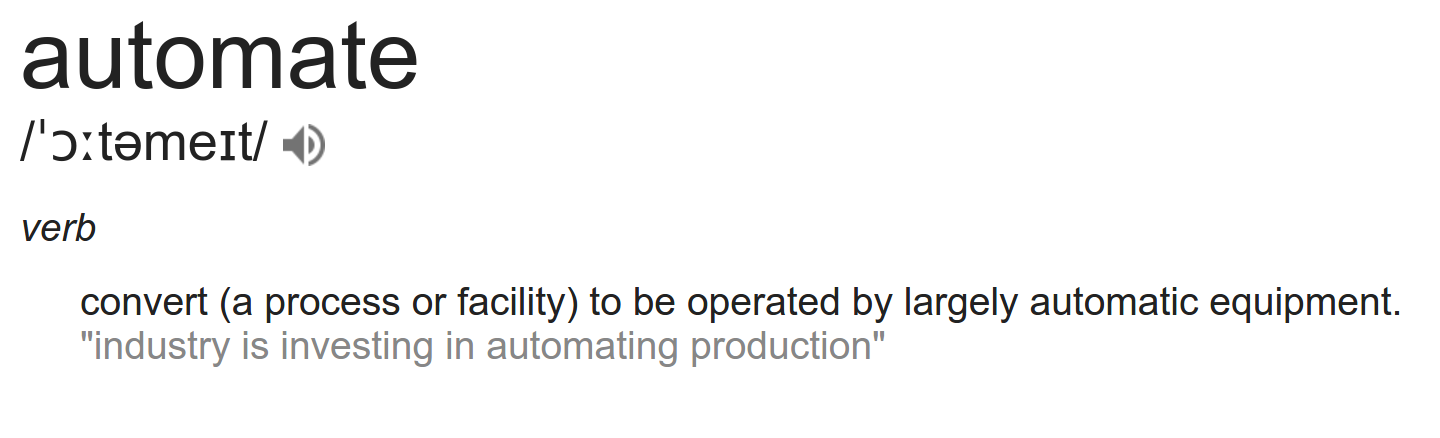 automate
/ˈɔːtəmeɪt/
verb
convert (a process or facility) to be operated by largely automatic equipment.
"industry is investing in automating production"